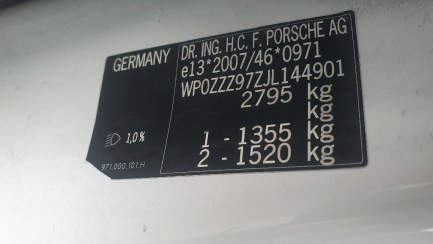 GERMANY
DR. ING. H.C. F. PORSCHE AG
e13*2007/46*0971
WP0ZZZ97ZJL144901
2795 kg
kg
1 - 1355 kg
2 - 1520 kg
1,0%
971.000.101.H